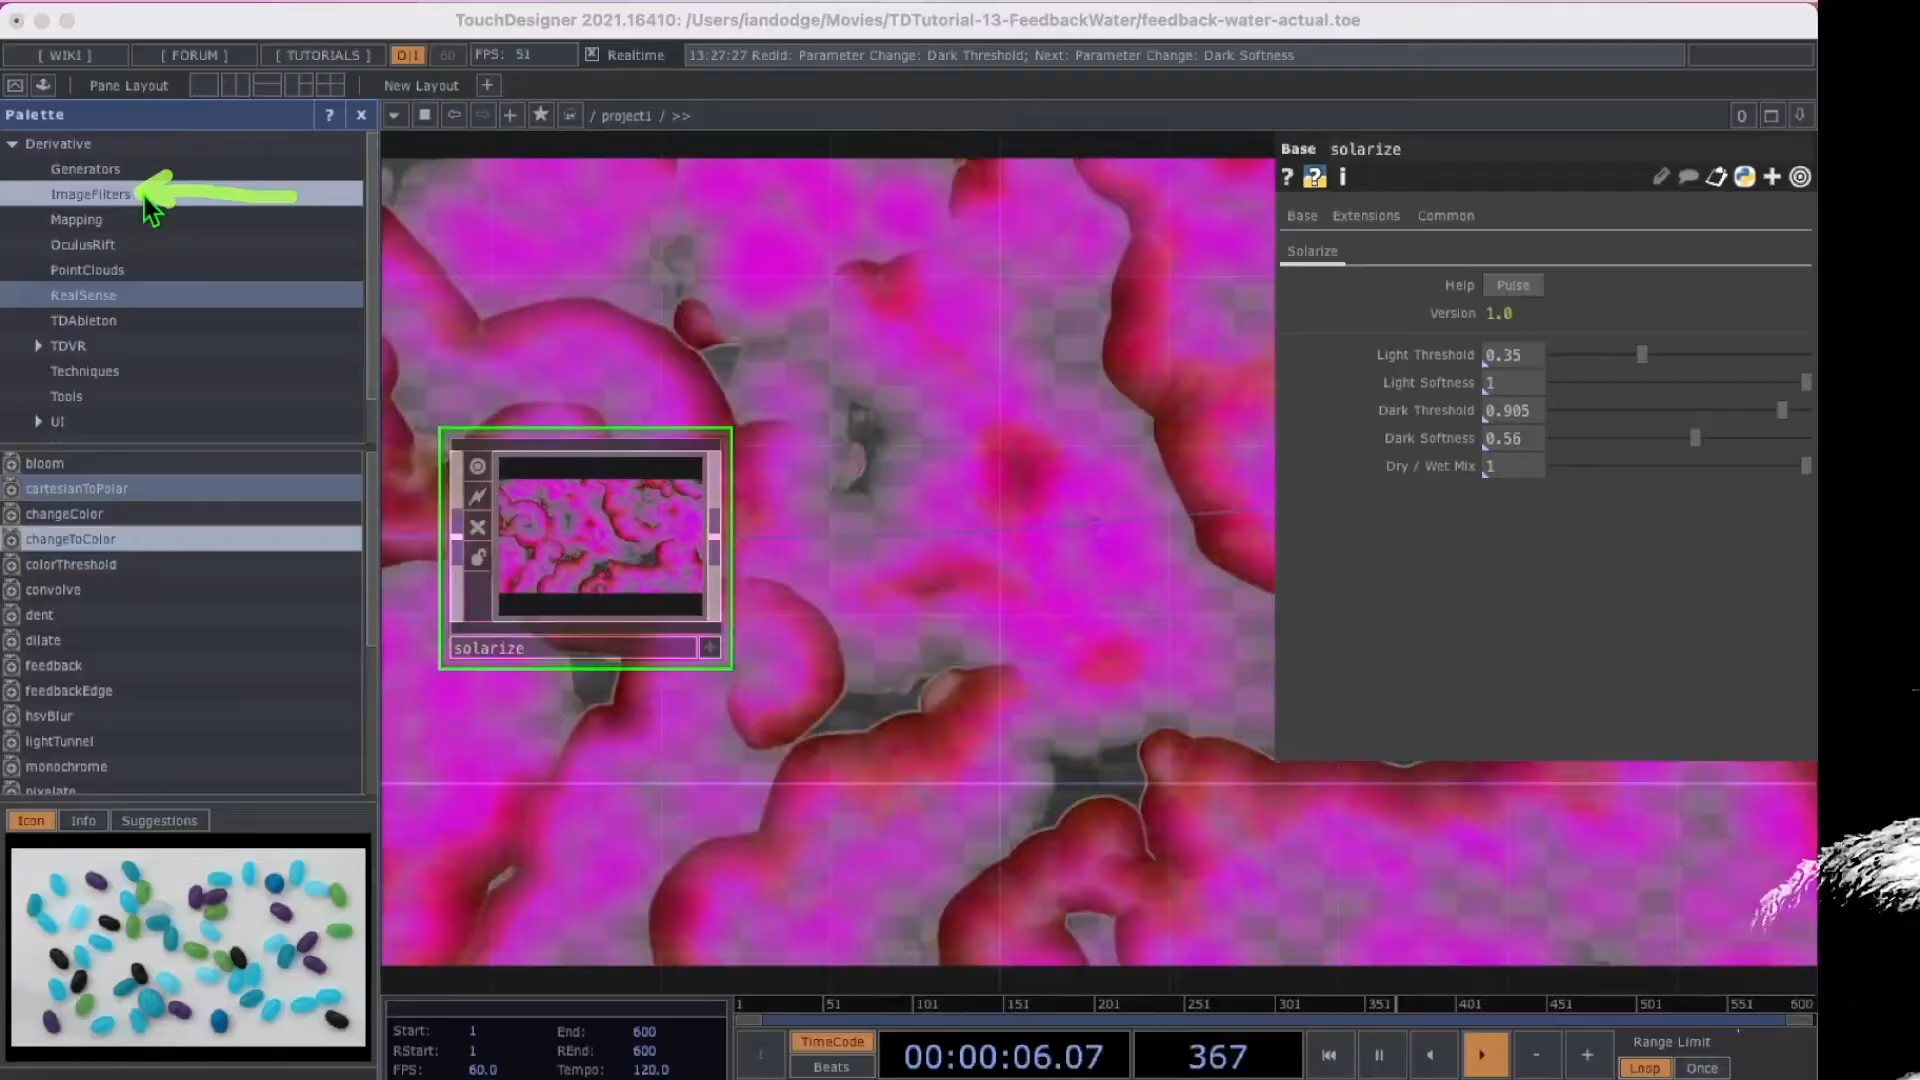 TouchDesigner 2021.16410: /Users/iandodge/Movies/TDTutorial-13-FeedbackWater/feedback-water-actual.toe
[ WIKI ]
[ FORUM ]
[ TUTORIALS ]
O|I
60
FPS: 51
Realtime
13:27:27 Redid: Parameter Change: Dark Threshold; Next: Parameter Change: Dark Softness
Pane Layout
New Layout
+
Palette
?
x
/ project1 / >>
0
Derivative
Generators
ImageFilters
Mapping
OculusRift
PointClouds
RealSense
TDAbleton
TDVR
Techniques
Tools
UI
bloom
cartesianToPolar
changeColor
changeToColor
colorThreshold
convolve
dent
dilate
feedback
feedbackEdge
hsvBlur
lightTunnel
monochrome
pixelate
Icon
Info
Suggestions
solarize
Base solarize
? ? i
Base Extensions Common
Solarize
Help Pulse
Version 1.0
Light Threshold 0.35
Light Softness 1
Dark Threshold 0.905
Dark Softness 0.56
Dry / Wet Mix 1
1 51 101 151 201 251 301 351 401 451 501 551 600
Start: 1 End: 600
RStart: 1 REnd: 600
FPS: 60.0 Tempo: 120.0
TimeCode
Beats
00:00:06.07
367
- +
Range Limit
Loop Once